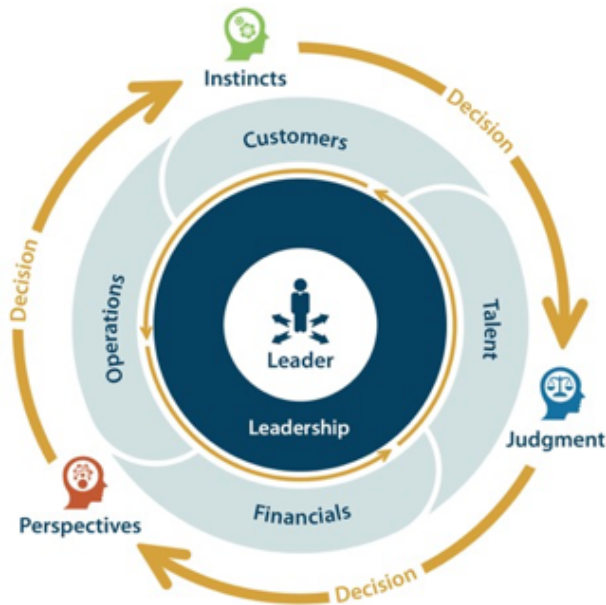 Instincts
Decision
Customers
Operations
Decision
Talent
Leader
Leadership
Judgment
Perspectives
Financials
Decision